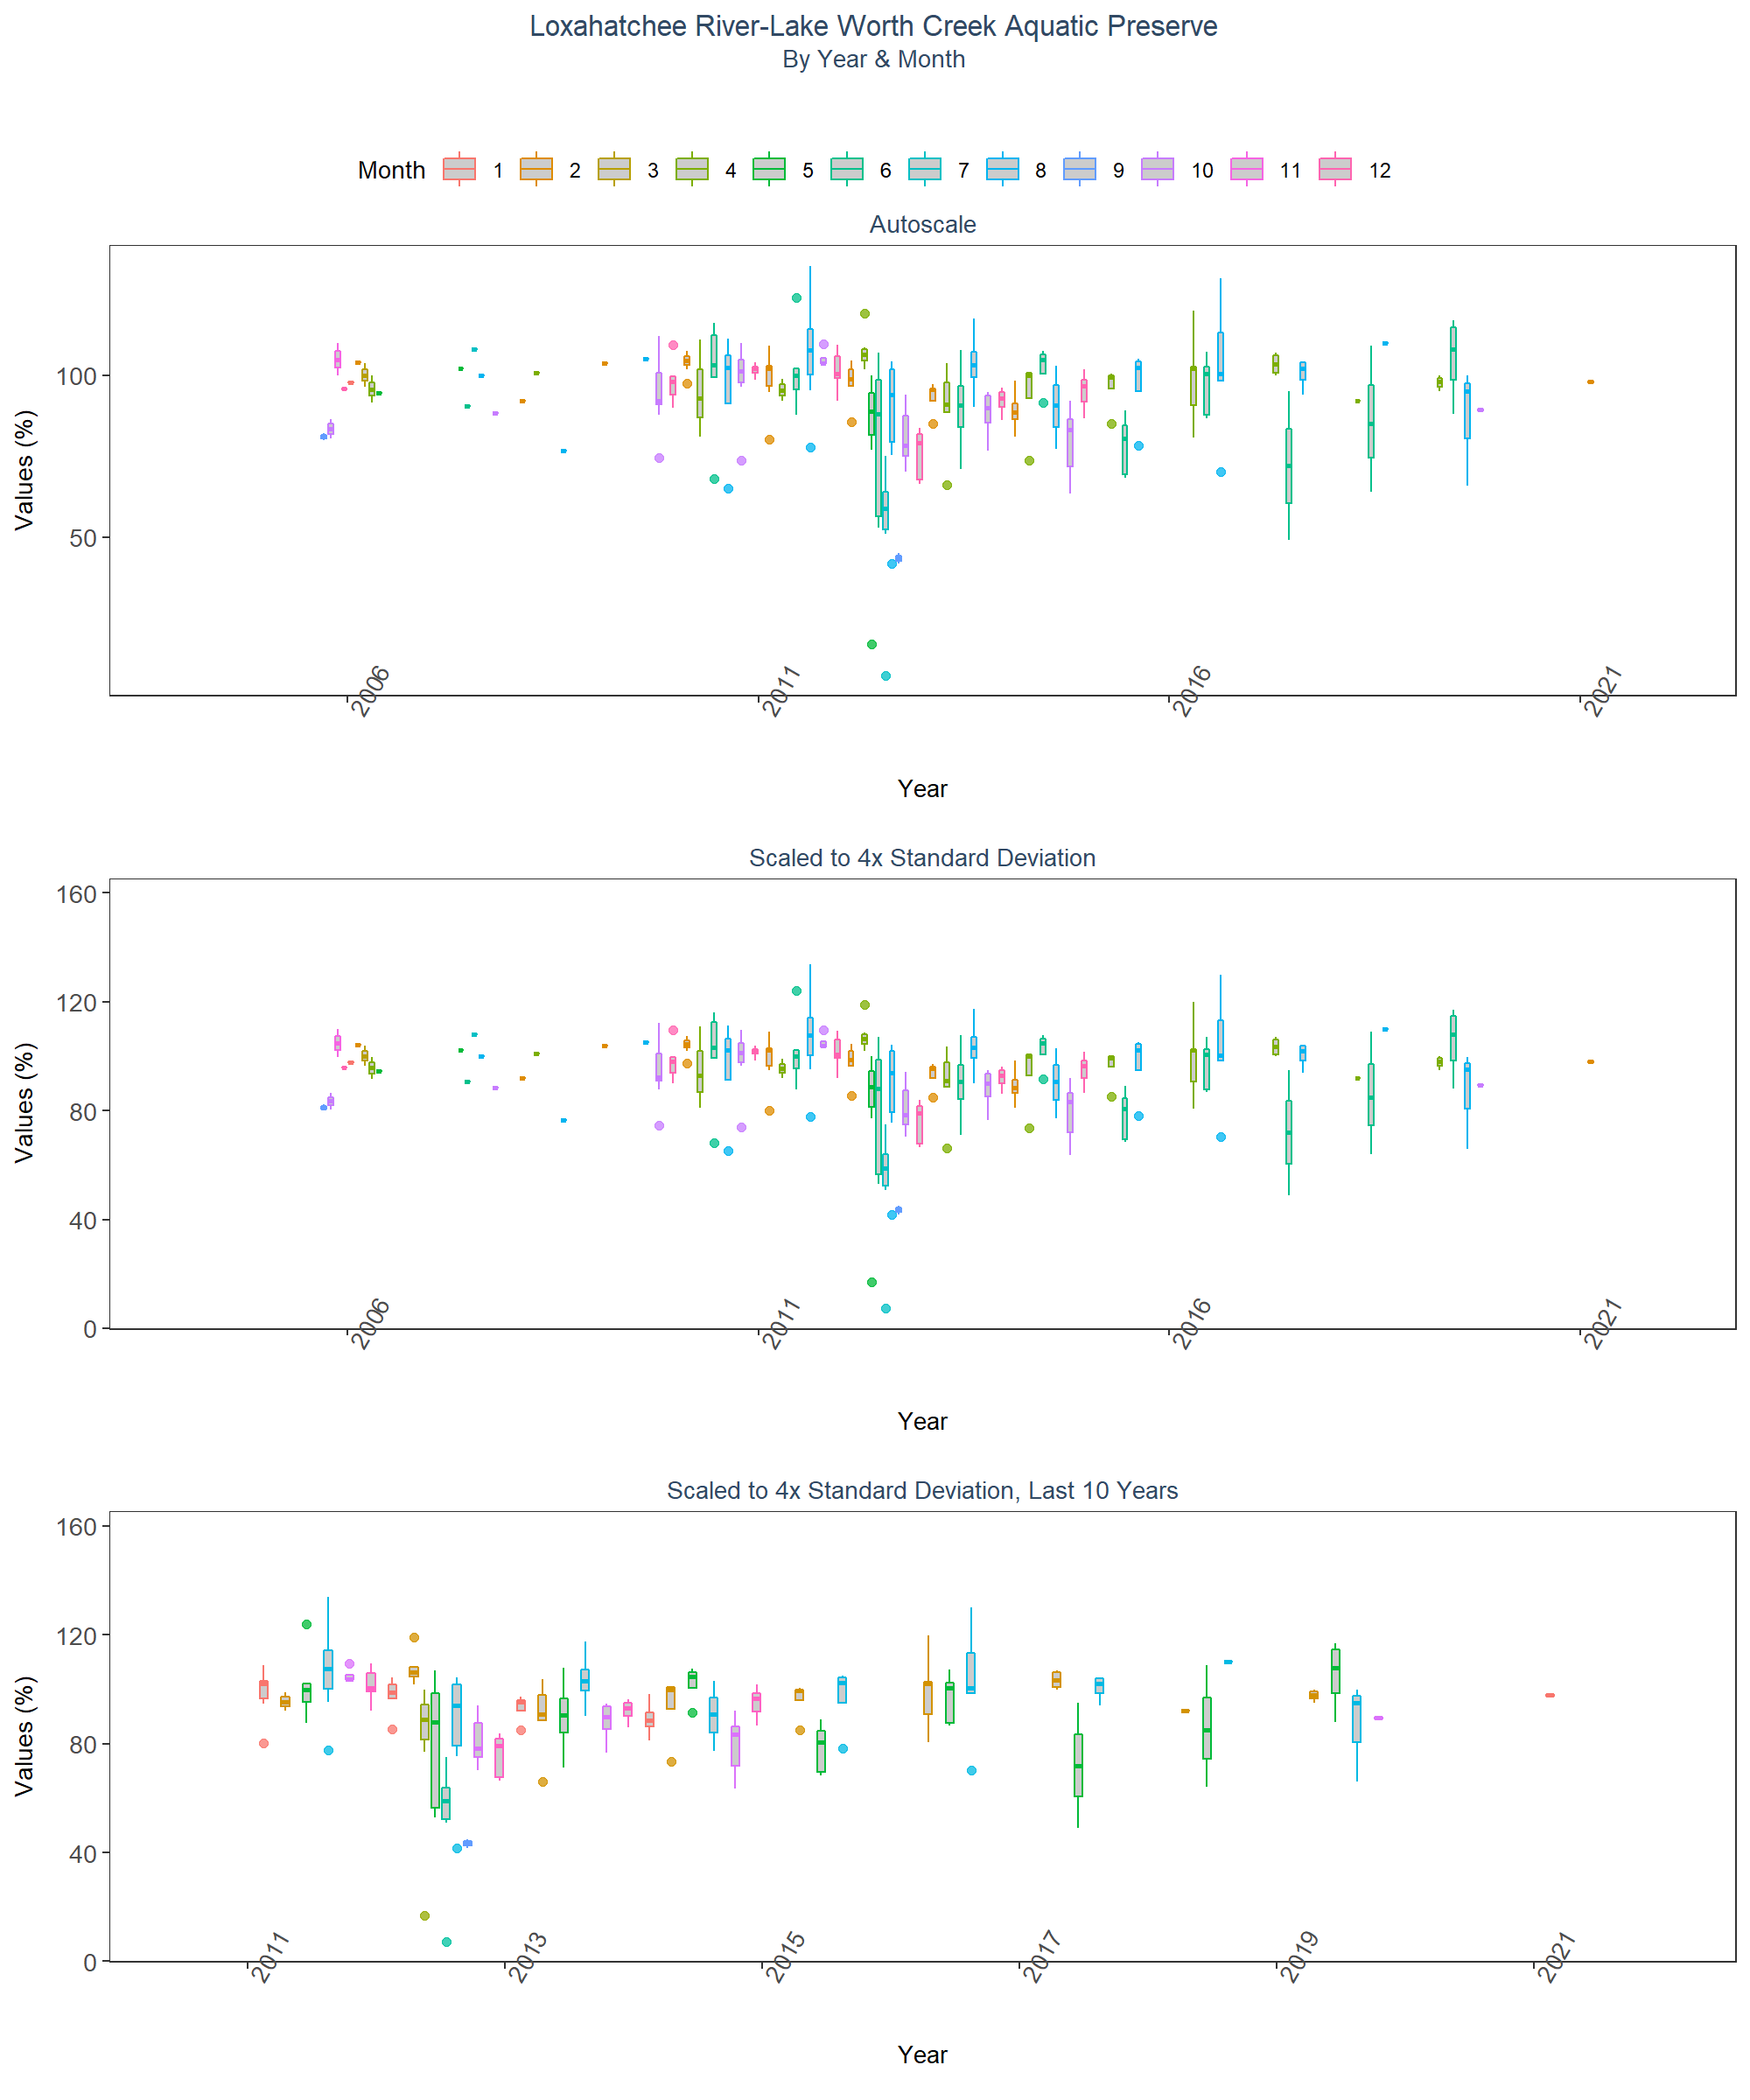 Loxahatchee River-Lake Worth Creek Aquatic Preserve
By Year & Month
Month 1 2 3 4 5 6 7 8 9 10 11 12
Autoscale
Values (%)
100
50
2006 2011 2016 2021
Year
Scaled to 4x Standard Deviation
Values (%)
160
120
80
40
0
2006 2011 2016 2021
Year
Scaled to 4x Standard Deviation, Last 10 Years
Values (%)
160
120
80
40
0
2011 2013 2015 2017 2019 2021
Year